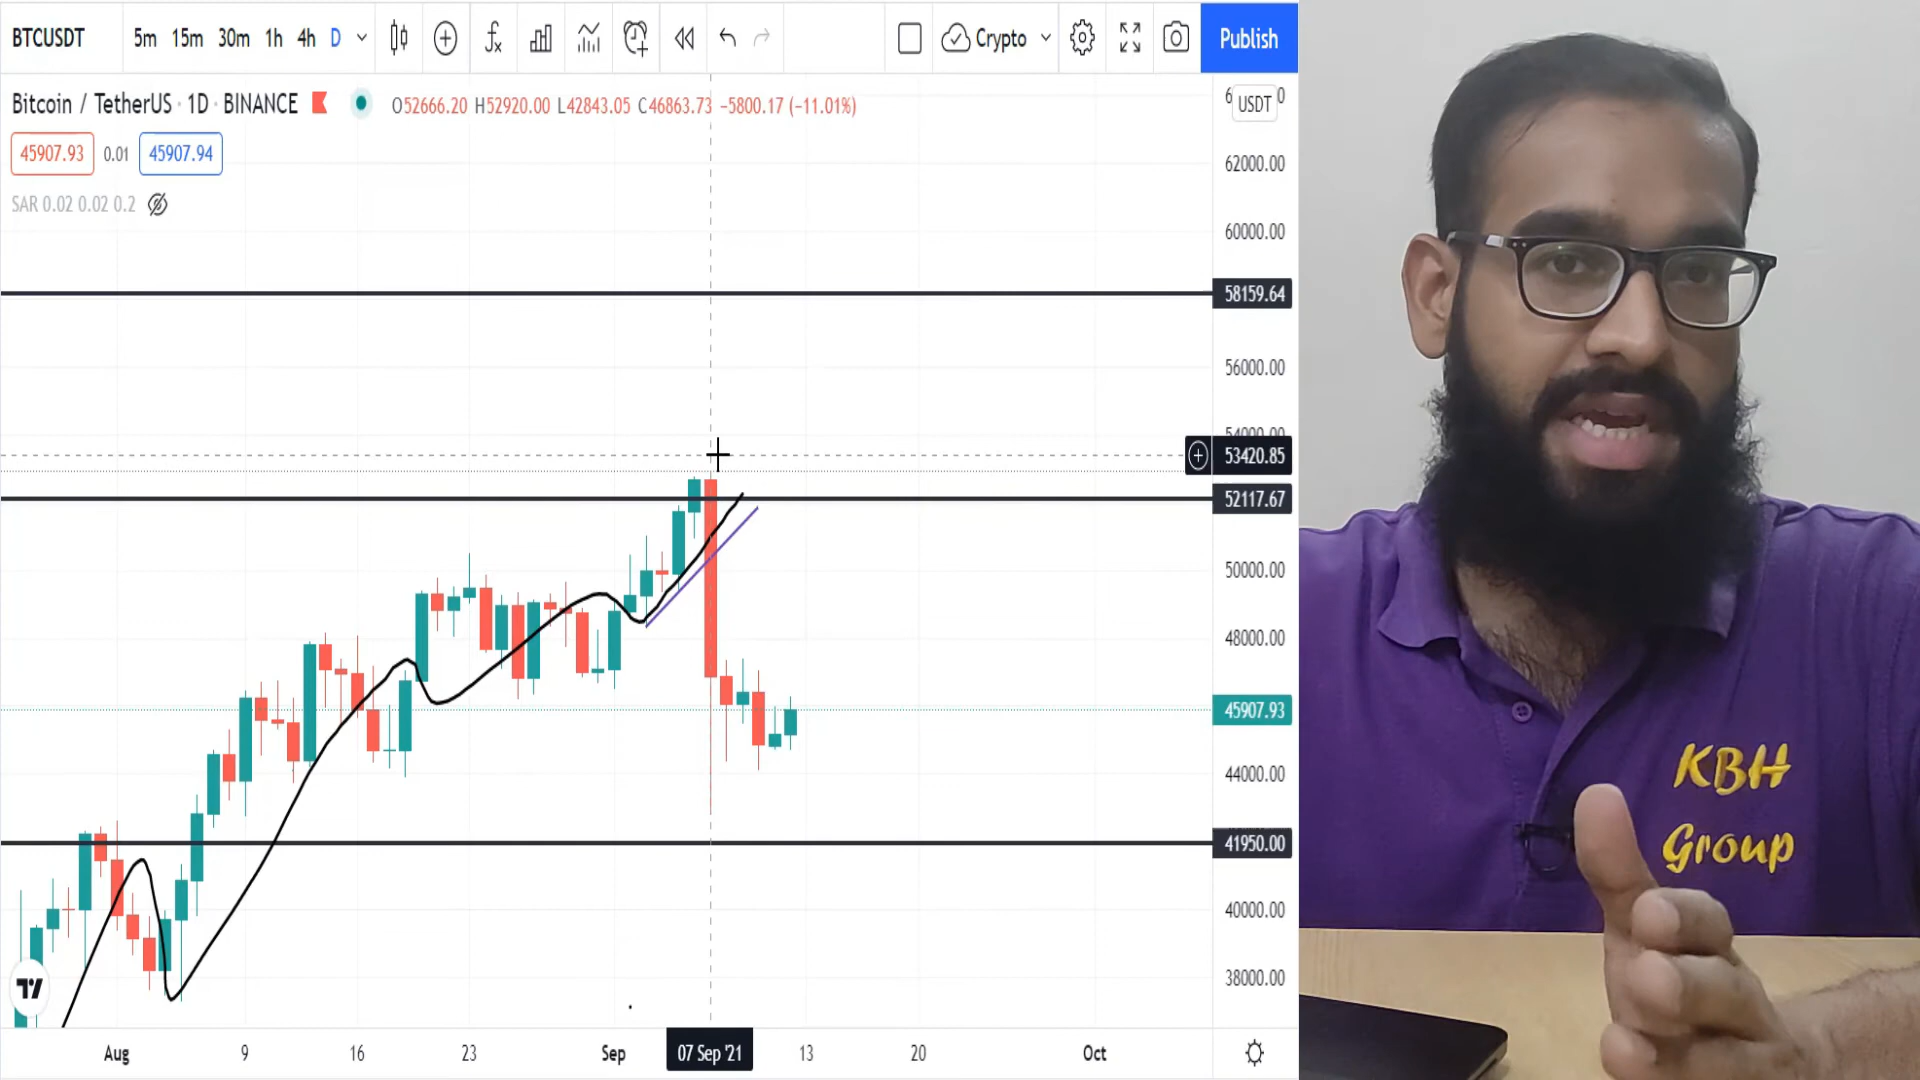 BTCUSDT 5m 15m 30m 1h 4h D Crypto Publish
Bitcoin / TetherUS · 1D · BINANCE O52666.20 H52920.00 L42843.05 C46863.73 −5800.17 (−11.01%)
USDT
45907.93 0.01 45907.94
SAR 0.02 0.02 0.2
62000.00
60000.00
58159.64
56000.00
54000.00
53420.85
52117.67
50000.00
48000.00
45907.93
44000.00
41950.00
40000.00
38000.00
Aug 9 16 23 Sep 07 Sep '21 13 20 Oct
KBH
Group